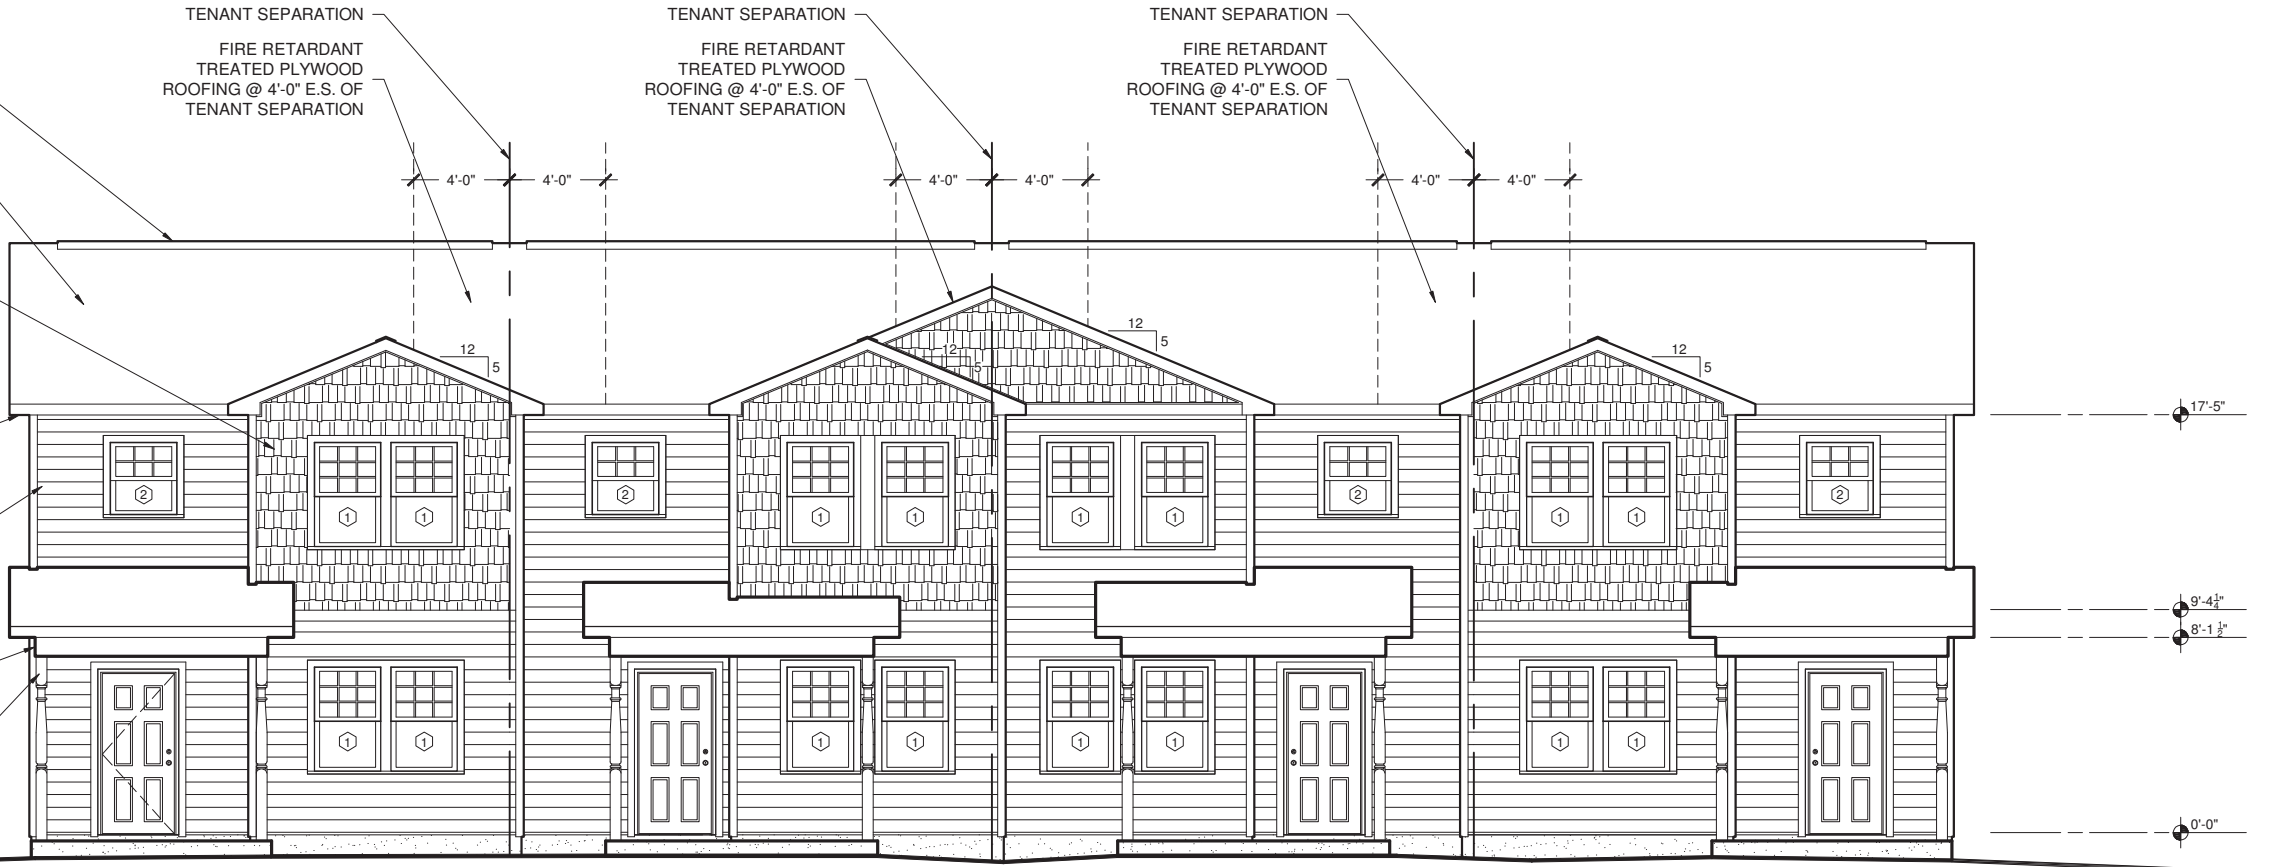 TENANT SEPARATION
FIRE RETARDANT
TREATED PLYWOOD
ROOFING @ 4'-0" E.S. OF
TENANT SEPARATION
TENANT SEPARATION
FIRE RETARDANT
TREATED PLYWOOD
ROOFING @ 4'-0" E.S. OF
TENANT SEPARATION
TENANT SEPARATION
FIRE RETARDANT
TREATED PLYWOOD
ROOFING @ 4'-0" E.S. OF
TENANT SEPARATION
4'-0" 4'-0" 4'-0" 4'-0" 4'-0" 4'-0"
12
5
12
5
12
5
12
5
17'-5"
2 1 1 2 1 1 1 1 2 1 1 2
9'-4 1/4"
8'-1 1/2"
1 1 1 1 1 1 1 1
0'-0"